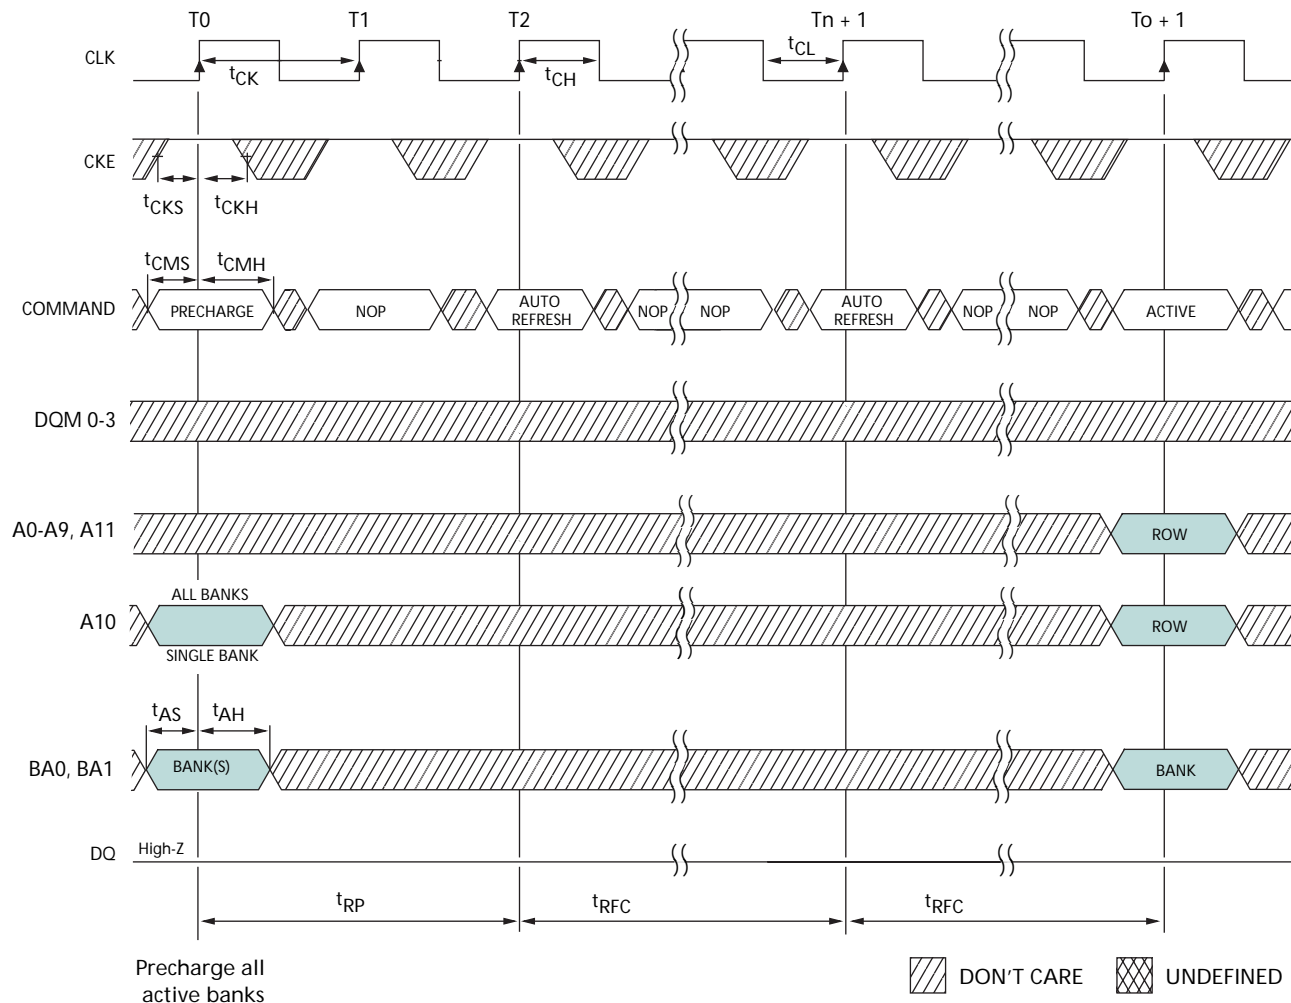 T0 T1 T2 Tn + 1 To + 1
CLK
tCK tCH tCL
CKE
tCKS tCKH
tCMS tCMH
COMMAND
PRECHARGE NOP AUTO REFRESH NOP NOP AUTO REFRESH NOP NOP ACTIVE
DQM 0-3
A0-A9, A11
ROW
ALL BANKS
A10
ROW
SINGLE BANK
tAS tAH
BA0, BA1
BANK(S) BANK
DQ High-Z
tRP tRFC tRFC
Precharge all
active banks
DON'T CARE UNDEFINED